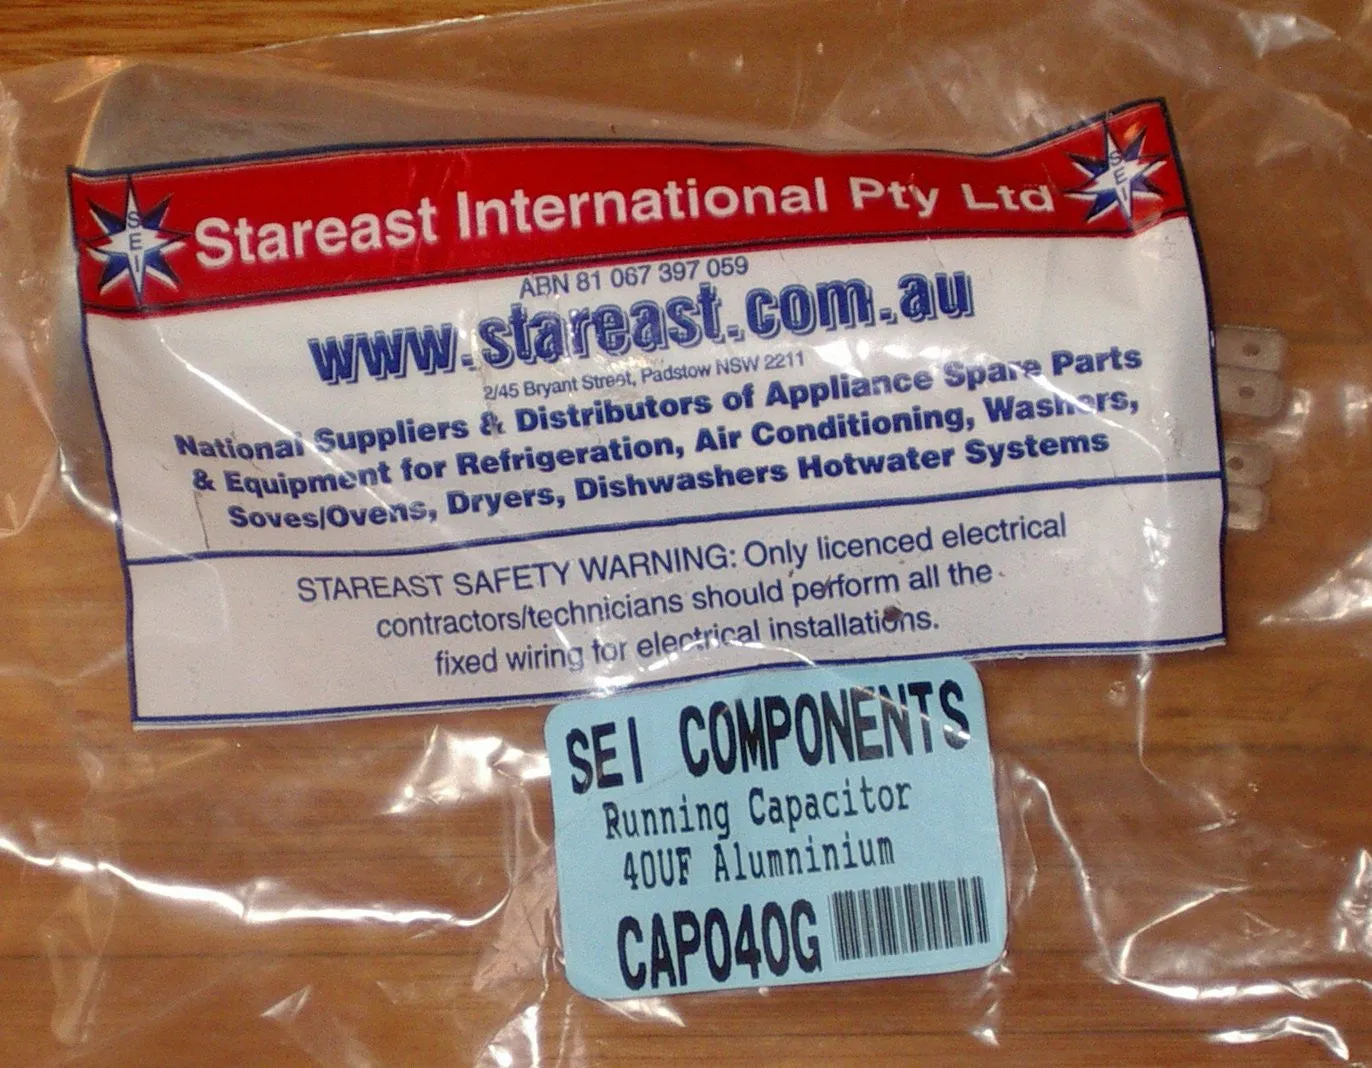 SEI
Stareast International Pty Ltd
SEI
ABN 81 067 397 059
www.stareast.com.au
2/45 Bryant Street, Padstow NSW 2211
National Suppliers & Distributors of Appliance Spare Parts
& Equipment for Refrigeration, Air Conditioning, Washers,
Soves/Ovens, Dryers, Dishwashers Hotwater Systems
STAREAST SAFETY WARNING: Only licenced electrical
contractors/technicians should perform all the
fixed wiring for electrical installations.
SEI COMPONENTS
Running Capacitor
40UF Alumninium
CAP040G